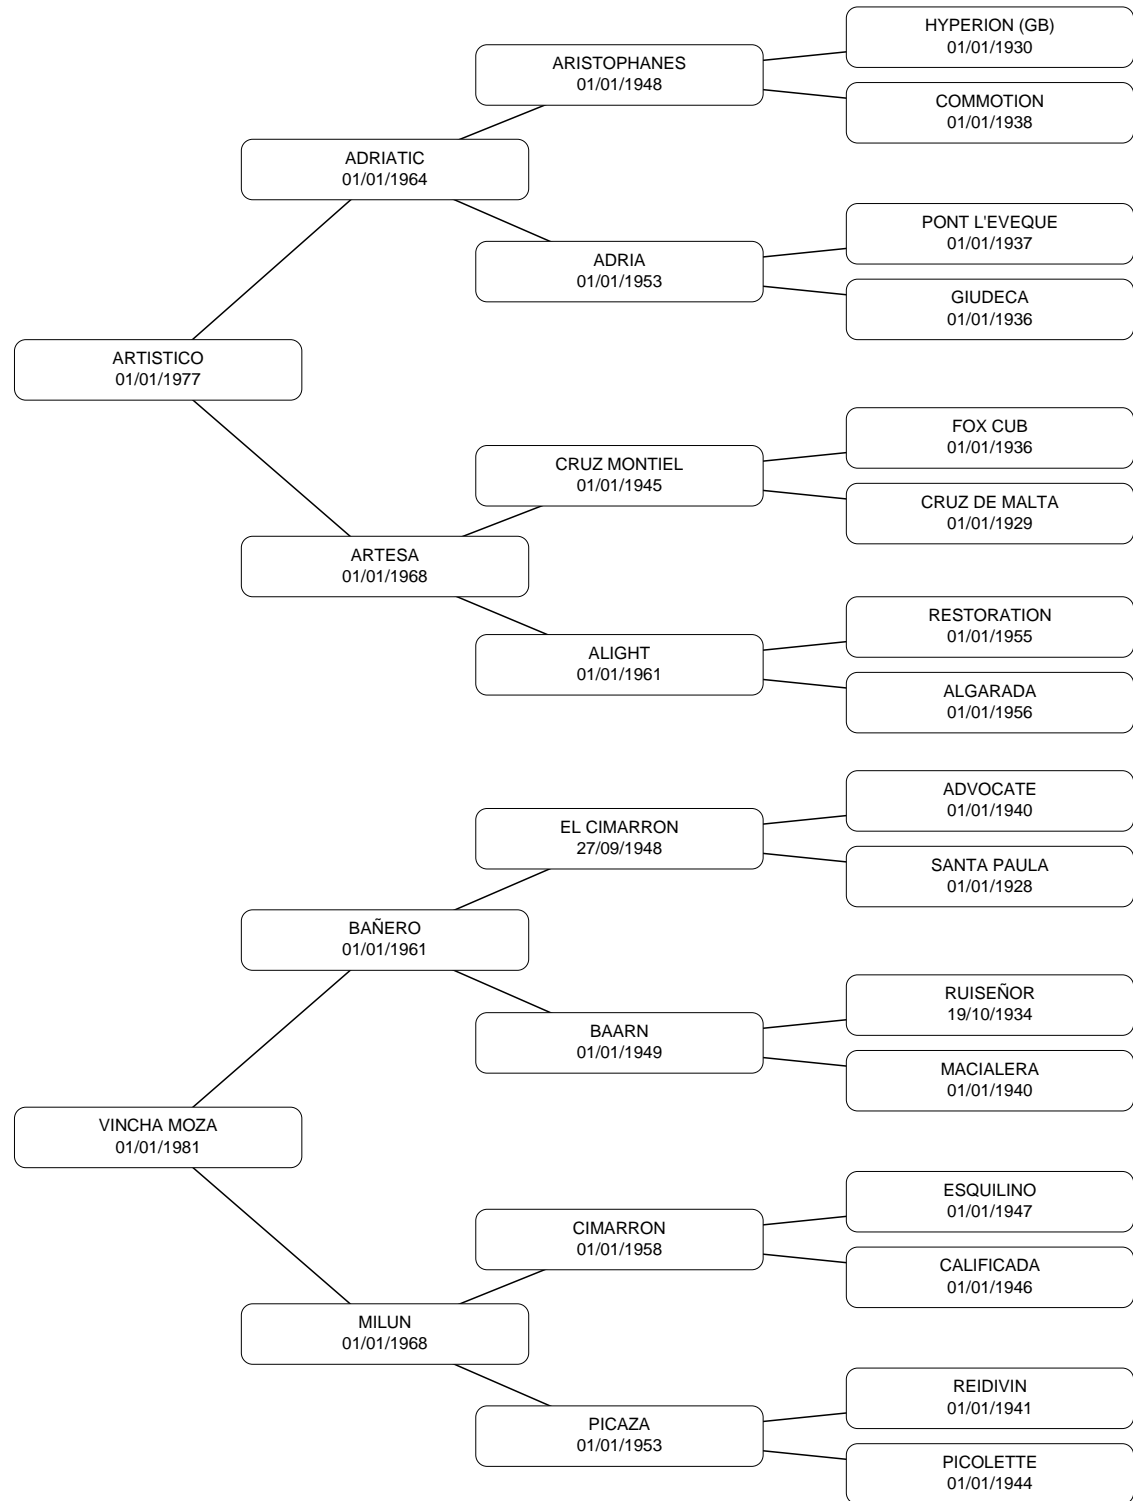 HYPERION (GB)
01/01/1930
ARISTOPHANES
01/01/1948
COMMOTION
01/01/1938
ADRIATIC
01/01/1964
PONT L'EVEQUE
01/01/1937
ADRIA
01/01/1953
GIUDECA
01/01/1936
ARTISTICO
01/01/1977
FOX CUB
01/01/1936
CRUZ MONTIEL
01/01/1945
CRUZ DE MALTA
01/01/1929
ARTESA
01/01/1968
RESTORATION
01/01/1955
ALIGHT
01/01/1961
ALGARADA
01/01/1956
ADVOCATE
01/01/1940
EL CIMARRON
27/09/1948
SANTA PAULA
01/01/1928
BAÑERO
01/01/1961
RUISEÑOR
19/10/1934
BAARN
01/01/1949
MACIALERA
01/01/1940
VINCHA MOZA
01/01/1981
ESQUILINO
01/01/1947
CIMARRON
01/01/1958
CALIFICADA
01/01/1946
MILUN
01/01/1968
REIDIVIN
01/01/1941
PICAZA
01/01/1953
PICOLETTE
01/01/1944